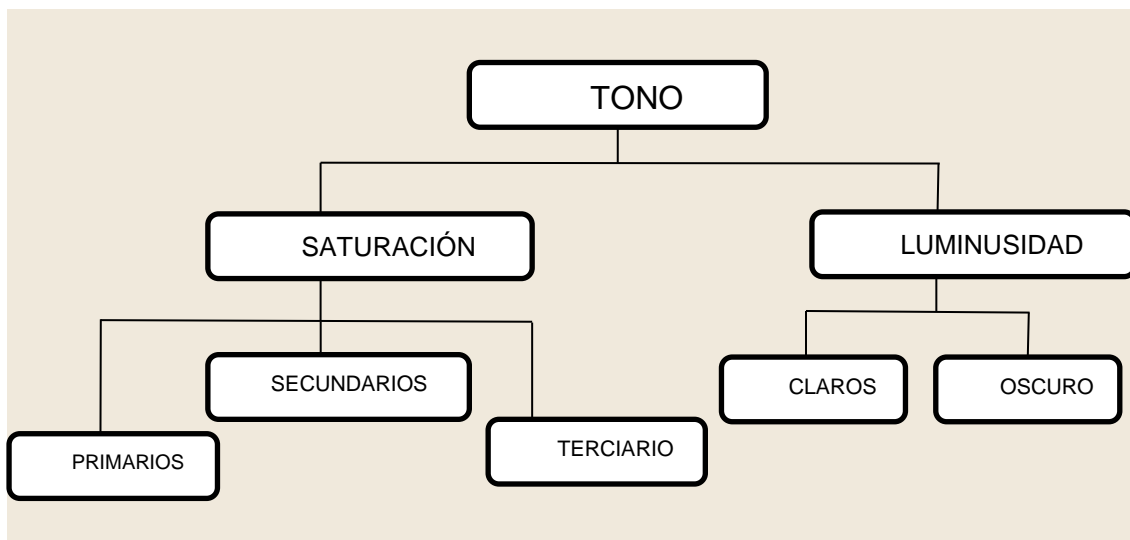 TONO
SATURACIÓN
LUMINUSIDAD
SECUNDARIOS
CLAROS
OSCURO
PRIMARIOS
TERCIARIO